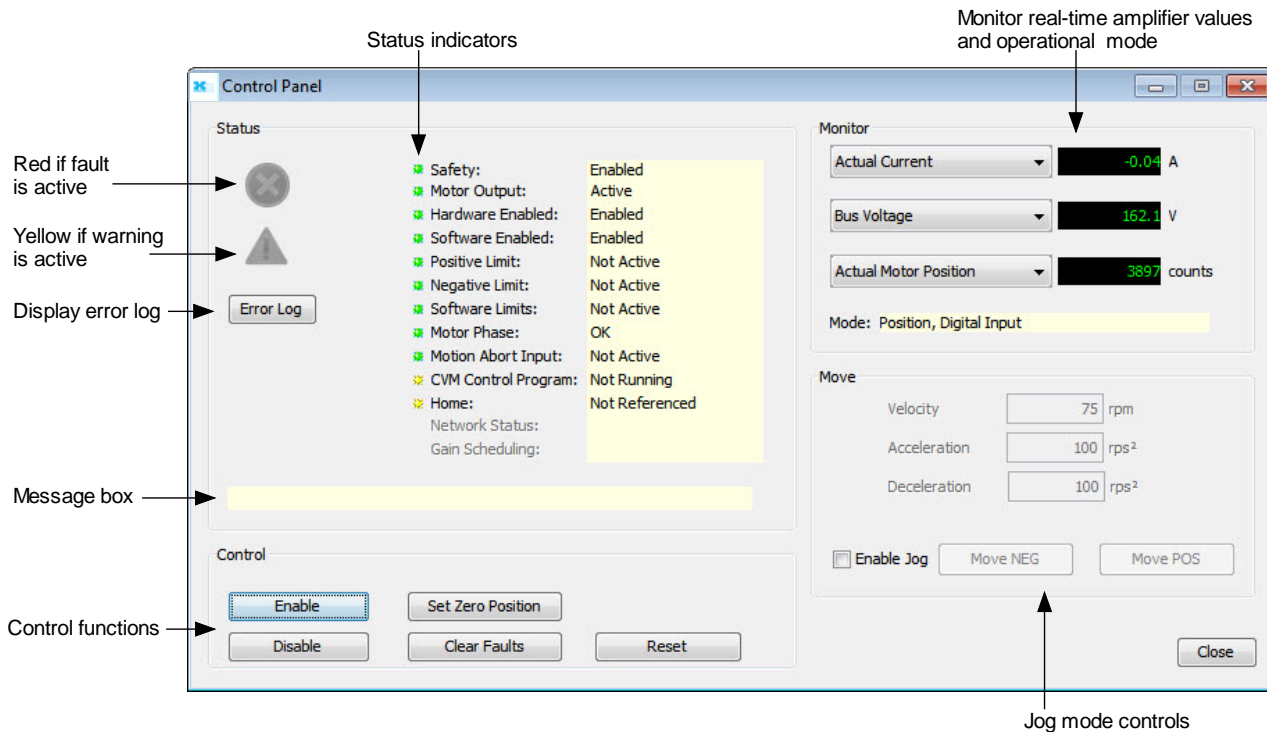 Monitor real-time amplifier values
and operational mode
Status indicators
Control Panel
Status
Red if fault
is active
Yellow if warning
is active
Display error log
Error Log
Safety: Enabled
Motor Output: Active
Hardware Enabled: Enabled
Software Enabled: Enabled
Positive Limit: Not Active
Negative Limit: Not Active
Software Limits: Not Active
Motor Phase: OK
Motion Abort Input: Not Active
CVM Control Program: Not Running
Home: Not Referenced
Network Status:
Gain Scheduling:
Message box
Monitor
Actual Current -0.04 A
Bus Voltage 162.1 V
Actual Motor Position 3897 counts
Mode: Position, Digital Input
Move
Velocity 75 rpm
Acceleration 100 rps²
Deceleration 100 rps²
Enable Jog Move NEG Move POS
Control
Control functions
Enable Set Zero Position
Disable Clear Faults Reset
Close
Jog mode controls